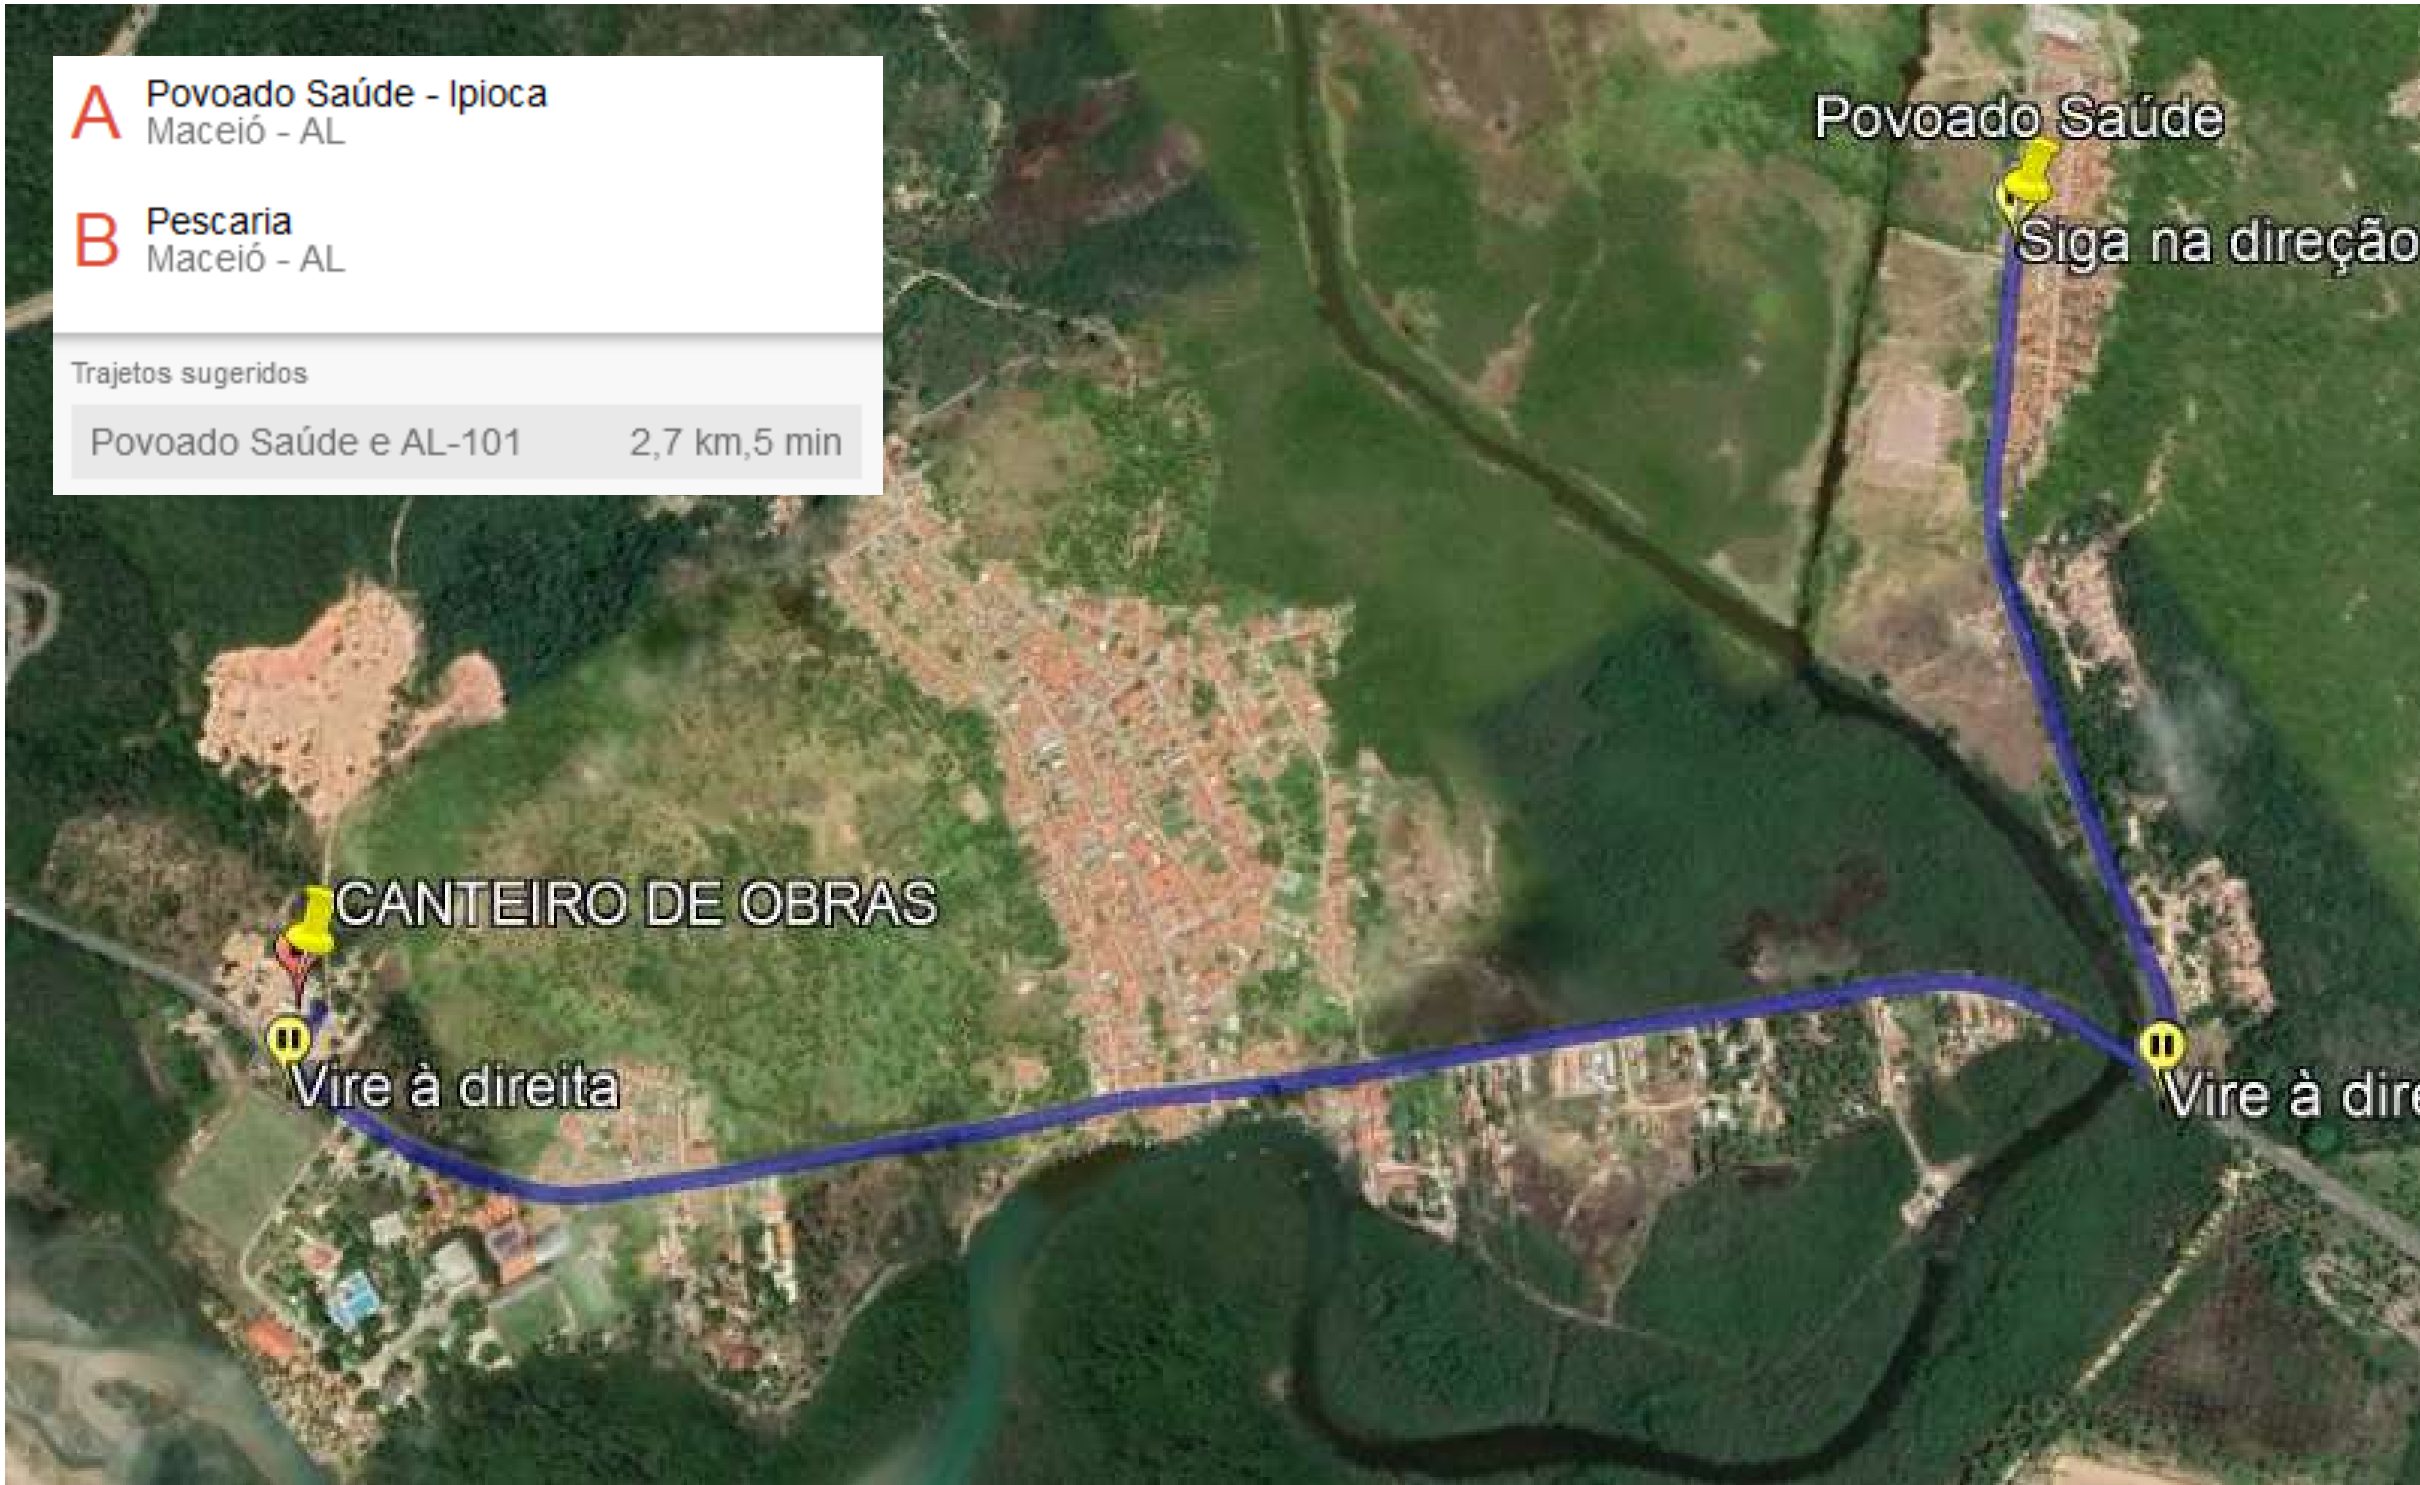 A Povoado Saúde - Ipioca
Maceió - AL
B Pescaria
Maceió - AL
Trajetos sugeridos
Povoado Saúde e AL-101 2,7 km,5 min
Povoado Saúde
Siga na direção
CANTEIRO DE OBRAS
Vire à direita
Vire à dire